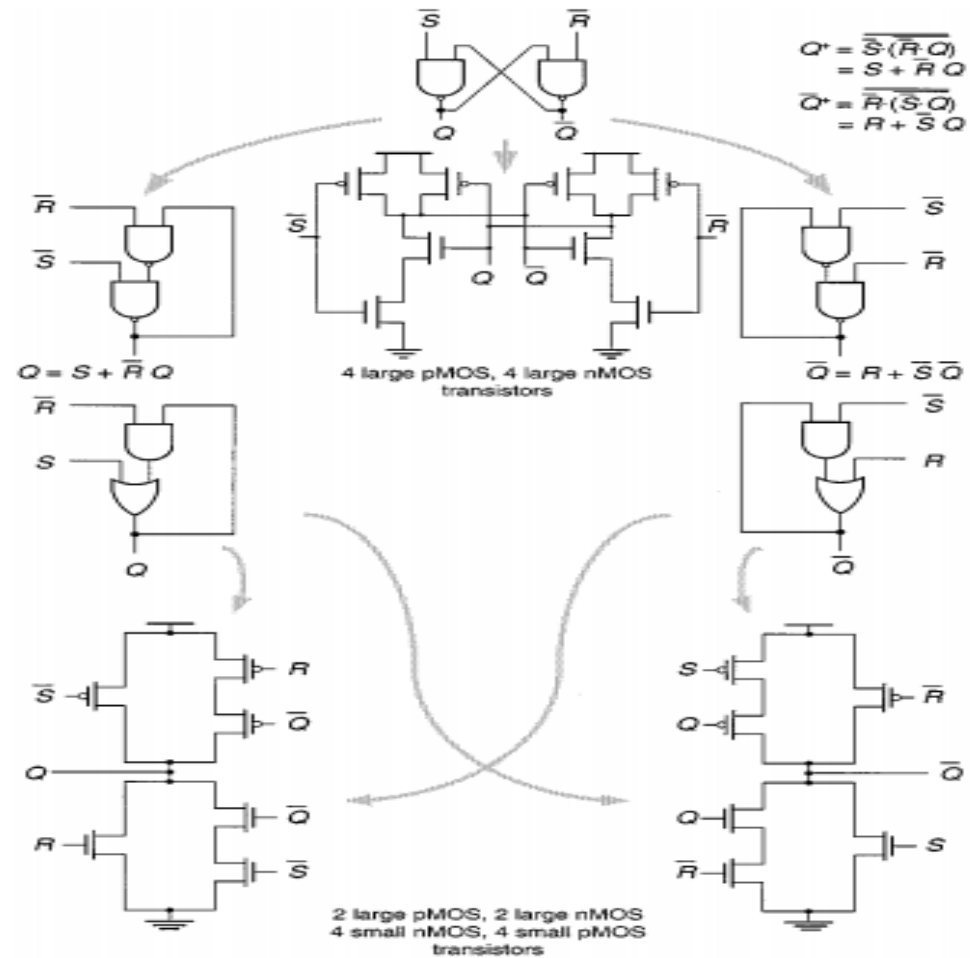 S̅
R̅
Q⁺ = S̅·(R̅·Q)
= S + R̅ Q
Q̅⁺ = R̅·(S̅·Q)
= R + S̅ Q
Q
Q̅
R̅
S̅
Q = S + R̅ Q
S̅
R̅
Q
Q̅
4 large pMOS, 4 large nMOS
transistors
S̅
R̅
Q̅ = R + S̅ Q̅
R̅
S
Q
S̅
R
Q̅
S̅
R
Q̅
Q
R
Q̅
S̅
S
Q
R̅
Q̅
Q
R̅
S
2 large pMOS, 2 large nMOS
4 small nMOS, 4 small pMOS
transistors